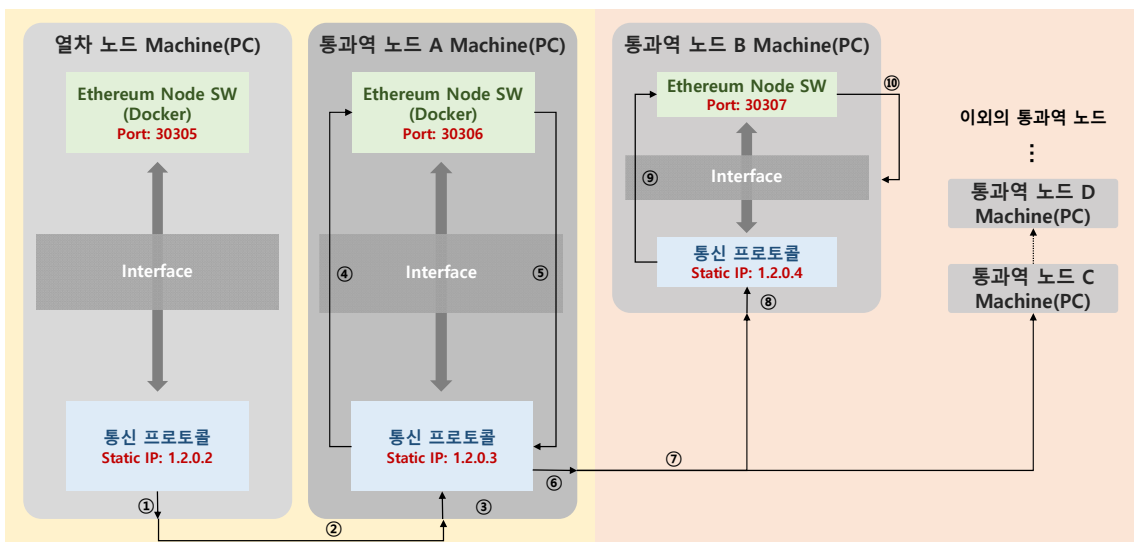 열차 노드 Machine(PC)
Ethereum Node SW
(Docker)
Port: 30305
Interface
통신 프로토콜
Static IP: 1.2.0.2
①
②
통과역 노드 A Machine(PC)
Ethereum Node SW
(Docker)
Port: 30306
④
Interface
⑤
통신 프로토콜
Static IP: 1.2.0.3
③
⑥
⑦
통과역 노드 B Machine(PC)
Ethereum Node SW
Port: 30307
⑩
⑨
Interface
통신 프로토콜
Static IP: 1.2.0.4
⑧
이외의 통과역 노드
⋮
통과역 노드 D
Machine(PC)
통과역 노드 C
Machine(PC)